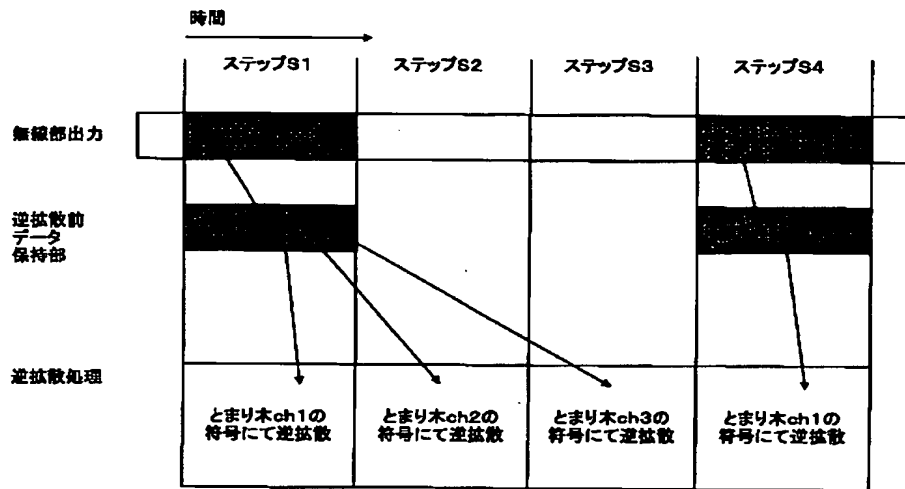 時間
ステップS1 ステップS2 ステップS3 ステップS4
無線部出力
逆拡散前
データ
保持部
逆拡散処理
とまり木ch1の
符号にて逆拡散
とまり木ch2の
符号にて逆拡散
とまり木ch3の
符号にて逆拡散
とまり木ch1の
符号にて逆拡散